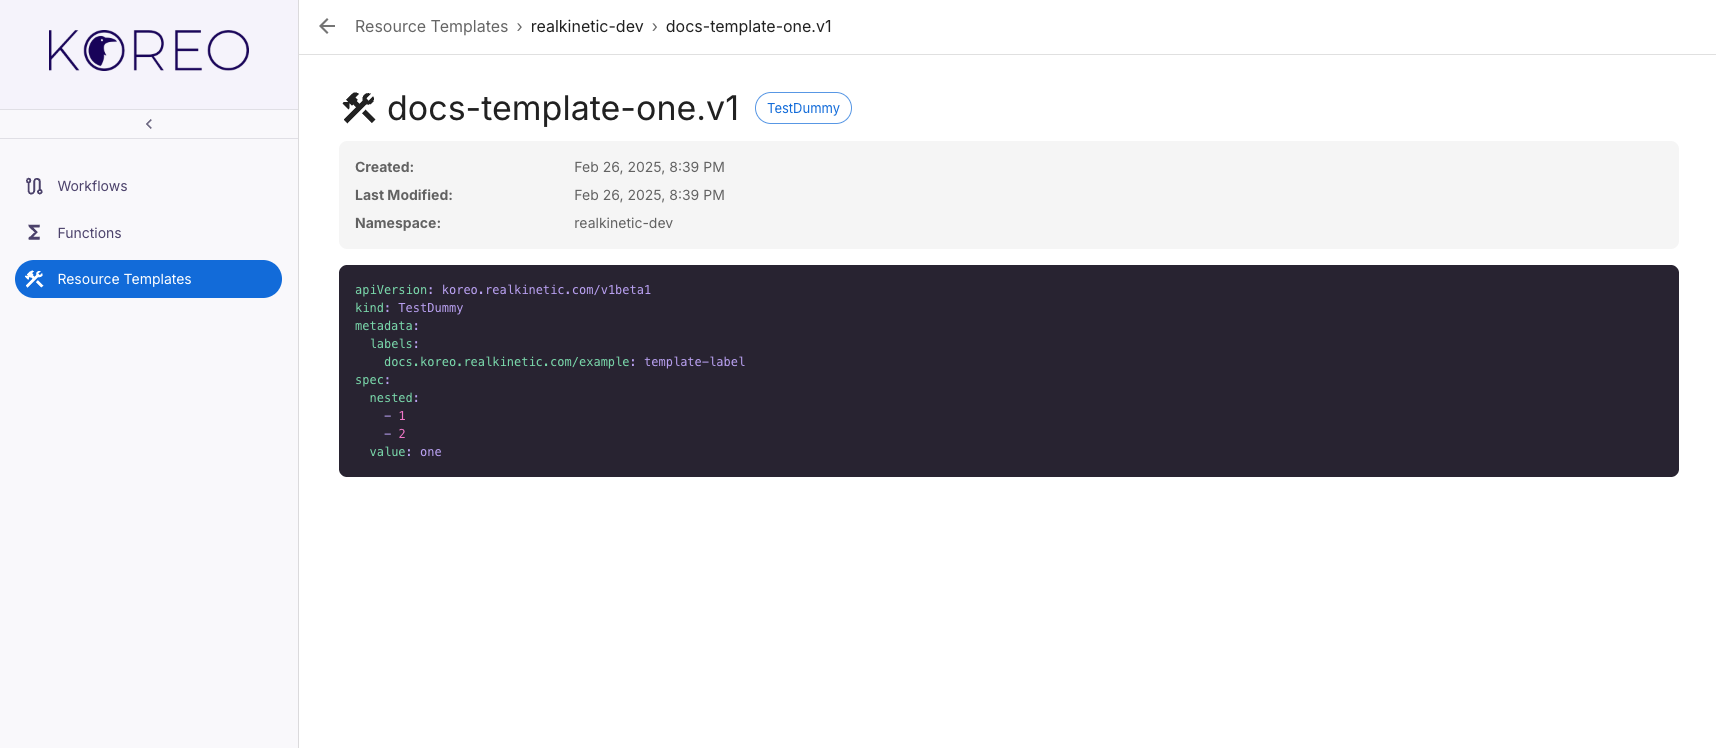 KOREO
Resource Templates › realkinetic-dev › docs-template-one.v1
Workflows
Functions
Resource Templates
docs-template-one.v1 TestDummy
Created: Feb 26, 2025, 8:39 PM
Last Modified: Feb 26, 2025, 8:39 PM
Namespace: realkinetic-dev
apiVersion: koreo.realkinetic.com/v1beta1
kind: TestDummy
metadata:
  labels:
    docs.koreo.realkinetic.com/example: template-label
spec:
  nested:
    - 1
    - 2
  value: one